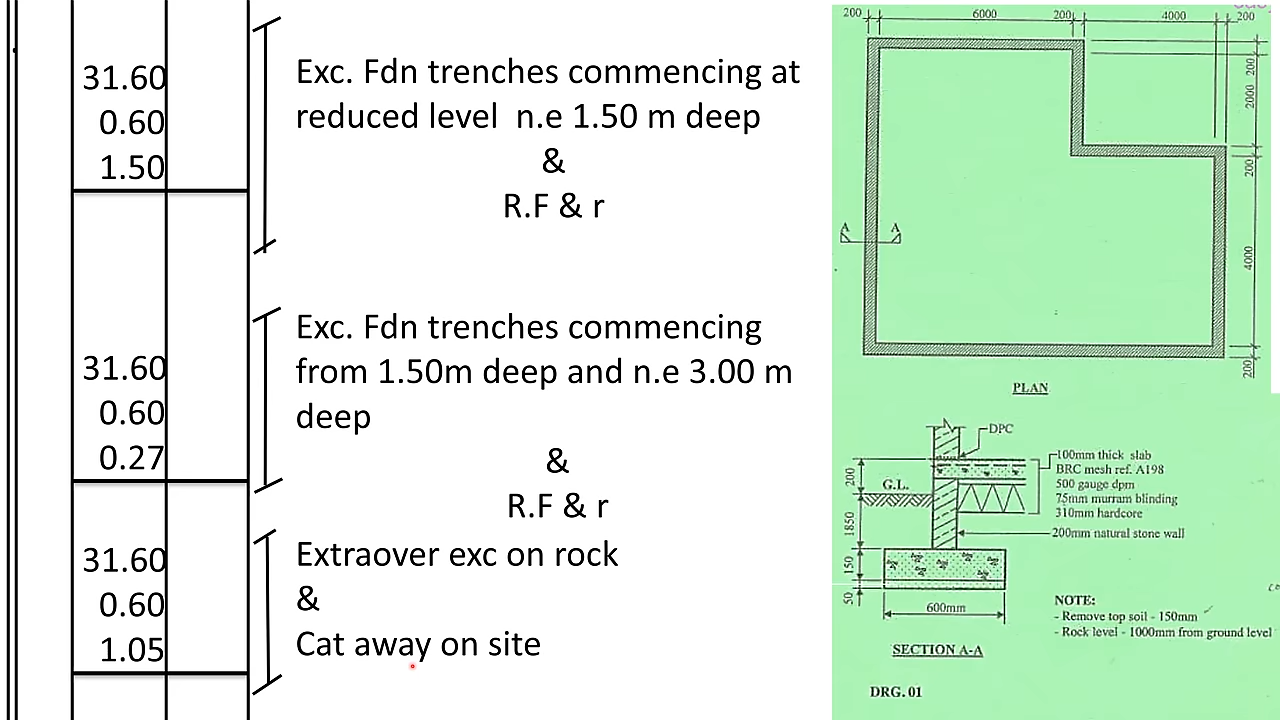 31.60
0.60
1.50
Exc. Fdn trenches commencing at
reduced level n.e 1.50 m deep
&
R.F & r
31.60
0.60
0.27
Exc. Fdn trenches commencing
from 1.50m deep and n.e 3.00 m
deep
&
R.F & r
31.60
0.60
1.05
Extraover exc on rock
&
Cat away on site
200 6000 200 4000 200
200
2000
200
4000
200
A A
PLAN
DPC
200
G.L.
1850
150
50
600mm
100mm thick slab
BRC mesh ref. A198
500 gauge dpm
75mm murram blinding
310mm hardcore
200mm natural stone wall
SECTION A-A
NOTE:
- Remove top soil - 150mm
- Rock level - 1000mm from ground level
DRG. 01